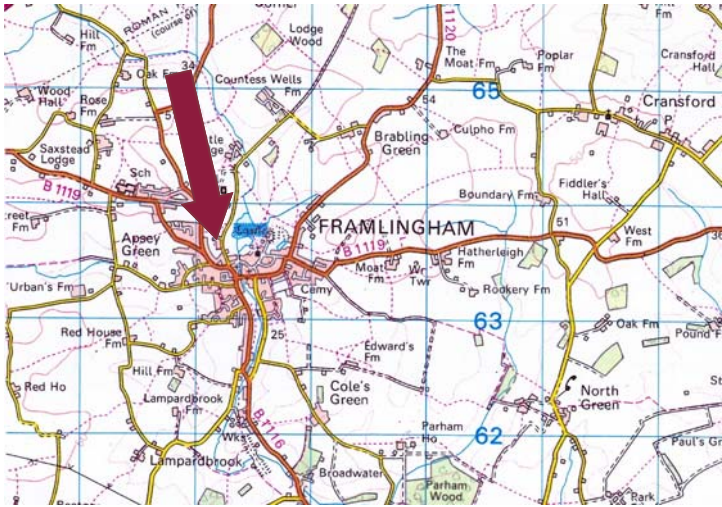 ROMAN
(course of)
Hill
Fm
Corner
Lodge
Wood
B 1120
The
Moat Fm
Poplar
Fm
Hill
Fm
Cransford
Hall
34
Oak Fm
Countess Wells
Fm
65
Wood
Hall
Rose
Fm
54
Cransford
P
Culpho Fm
Brabling
Green
Saxstead
Lodge
Sch
B 1119
Boundary Fm
Fiddler's
Hall
FRAMLINGHAM
51
West
Fm
Apsey
Green
B 1119
Moat
Fm
Wr
Twr
Hatherleigh
Fm
Urban's Fm
Cemy
Rookery Fm
63
25
Oak Fm
Pound F
Red House
Fm
Edward's
Fm
Red Ho
Hill Fm
Cole's
Green
North
Green
Lampardbrook
Fm
B 1116
Parham
Ho
62
Wks
Paul's Gr
Lampardbrook
Broadwater
Parham
Wood
Park